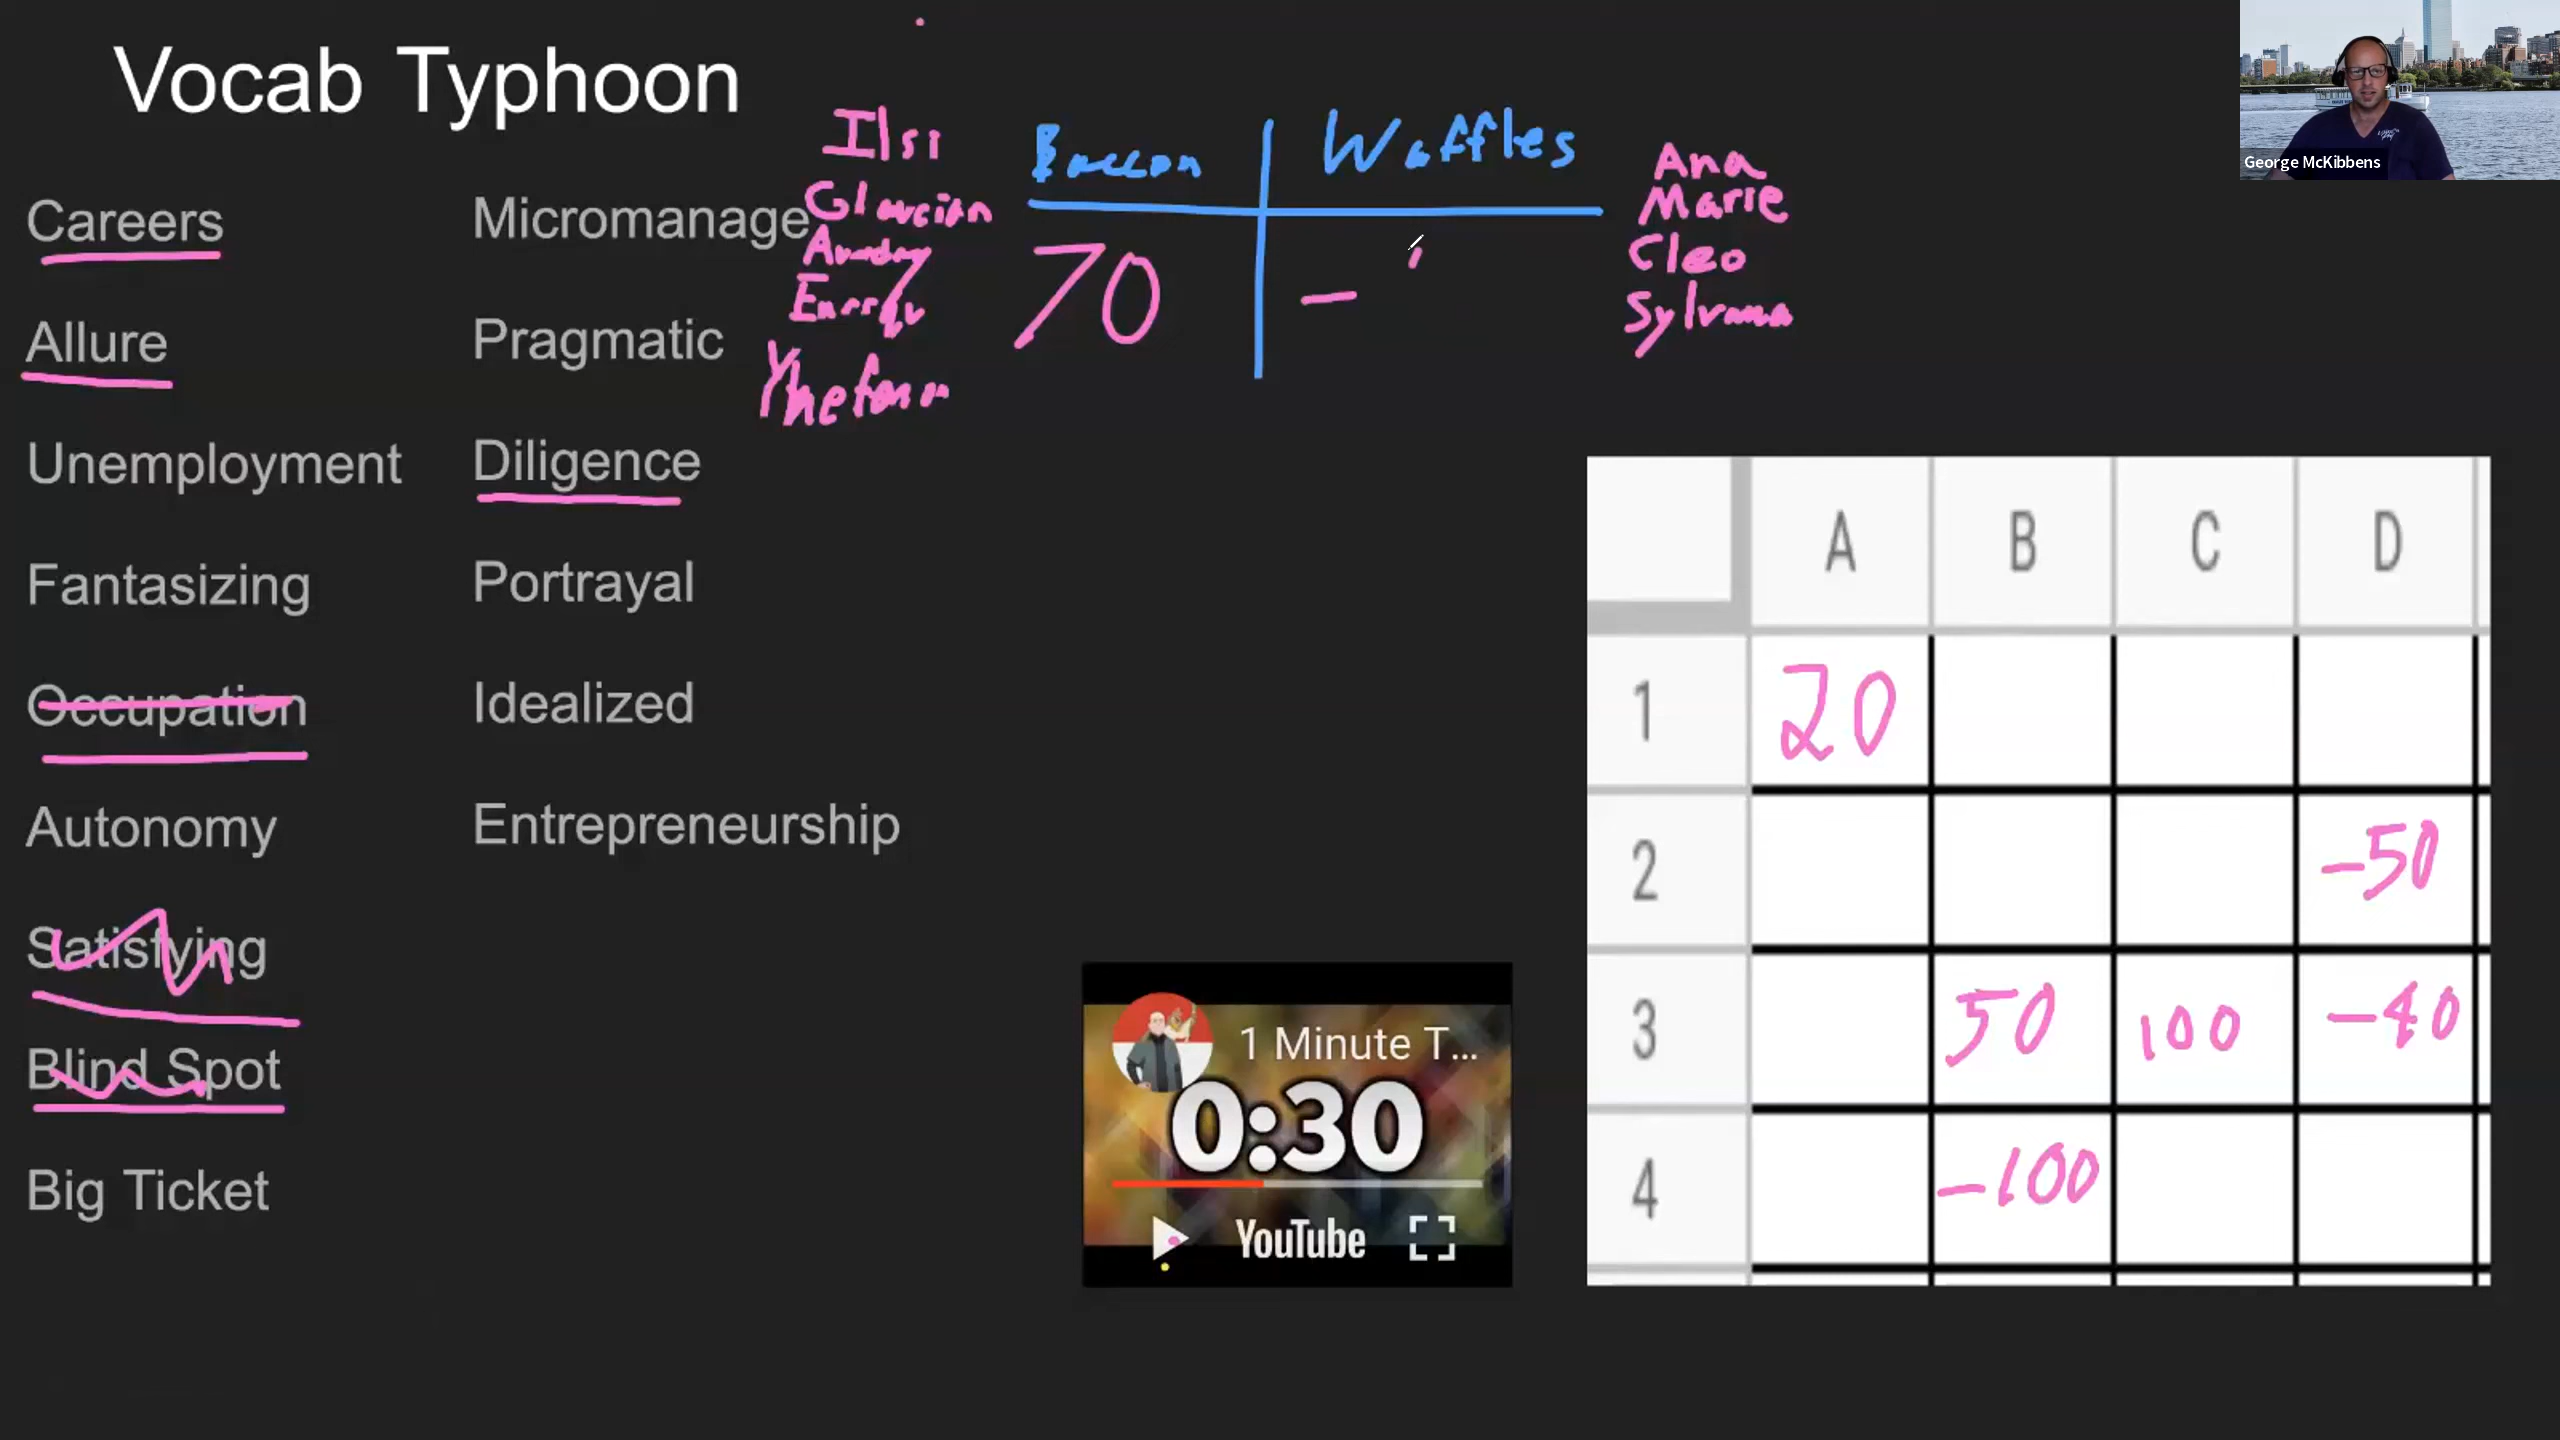 Vocab Typhoon
Careers
Allure
Unemployment
Fantasizing
Occupation
Autonomy
Satisfying
Blind Spot
Big Ticket
Micromanage
Pragmatic
Diligence
Portrayal
Idealized
Entrepreneurship
Ilsi
Bacon
Waffles
70
-
Ana
Marie
Cleo
Sylvana
George McKibbens
A B C D
1 20
2 -50
3 50 100 -40
4 -100
1 Minute T...
0:30
YouTube